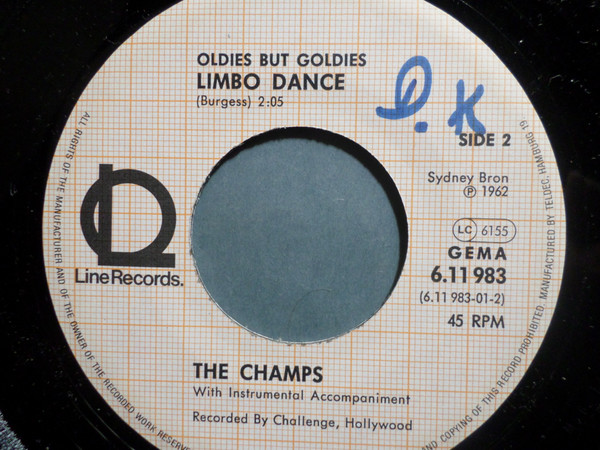 OLDIES BUT GOLDIES
LIMBO DANCE
(Burgess) 2:05
D. K
SIDE 2
Sydney Bron
Ⓟ 1962
LC 6155
GEMA
6.11 983
(6.11 983-01-2)
45 RPM
Line Records.
THE CHAMPS
With Instrumental Accompaniment
Recorded By Challenge, Hollywood
ALL RIGHTS OF THE MANUFACTURER AND OF THE OWNER OF THE RECORDED WORK RESERVED
AND COPYING OF THIS RECORD PROHIBITED. MANUFACTURED BY TELDEC, HAMBURG 19